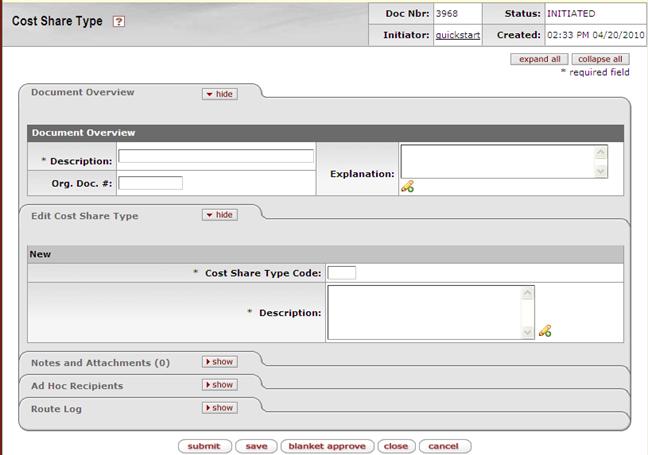 Cost Share Type ?
Doc Nbr: 3968 Status: INITIATED
Initiator: quickstart Created: 02:33 PM 04/20/2010
expand all collapse all
* required field
Document Overview hide
Document Overview
* Description:
Explanation:
Org. Doc. #:
Edit Cost Share Type hide
New
* Cost Share Type Code:
* Description:
Notes and Attachments (0) show
Ad Hoc Recipients show
Route Log show
submit save blanket approve close cancel